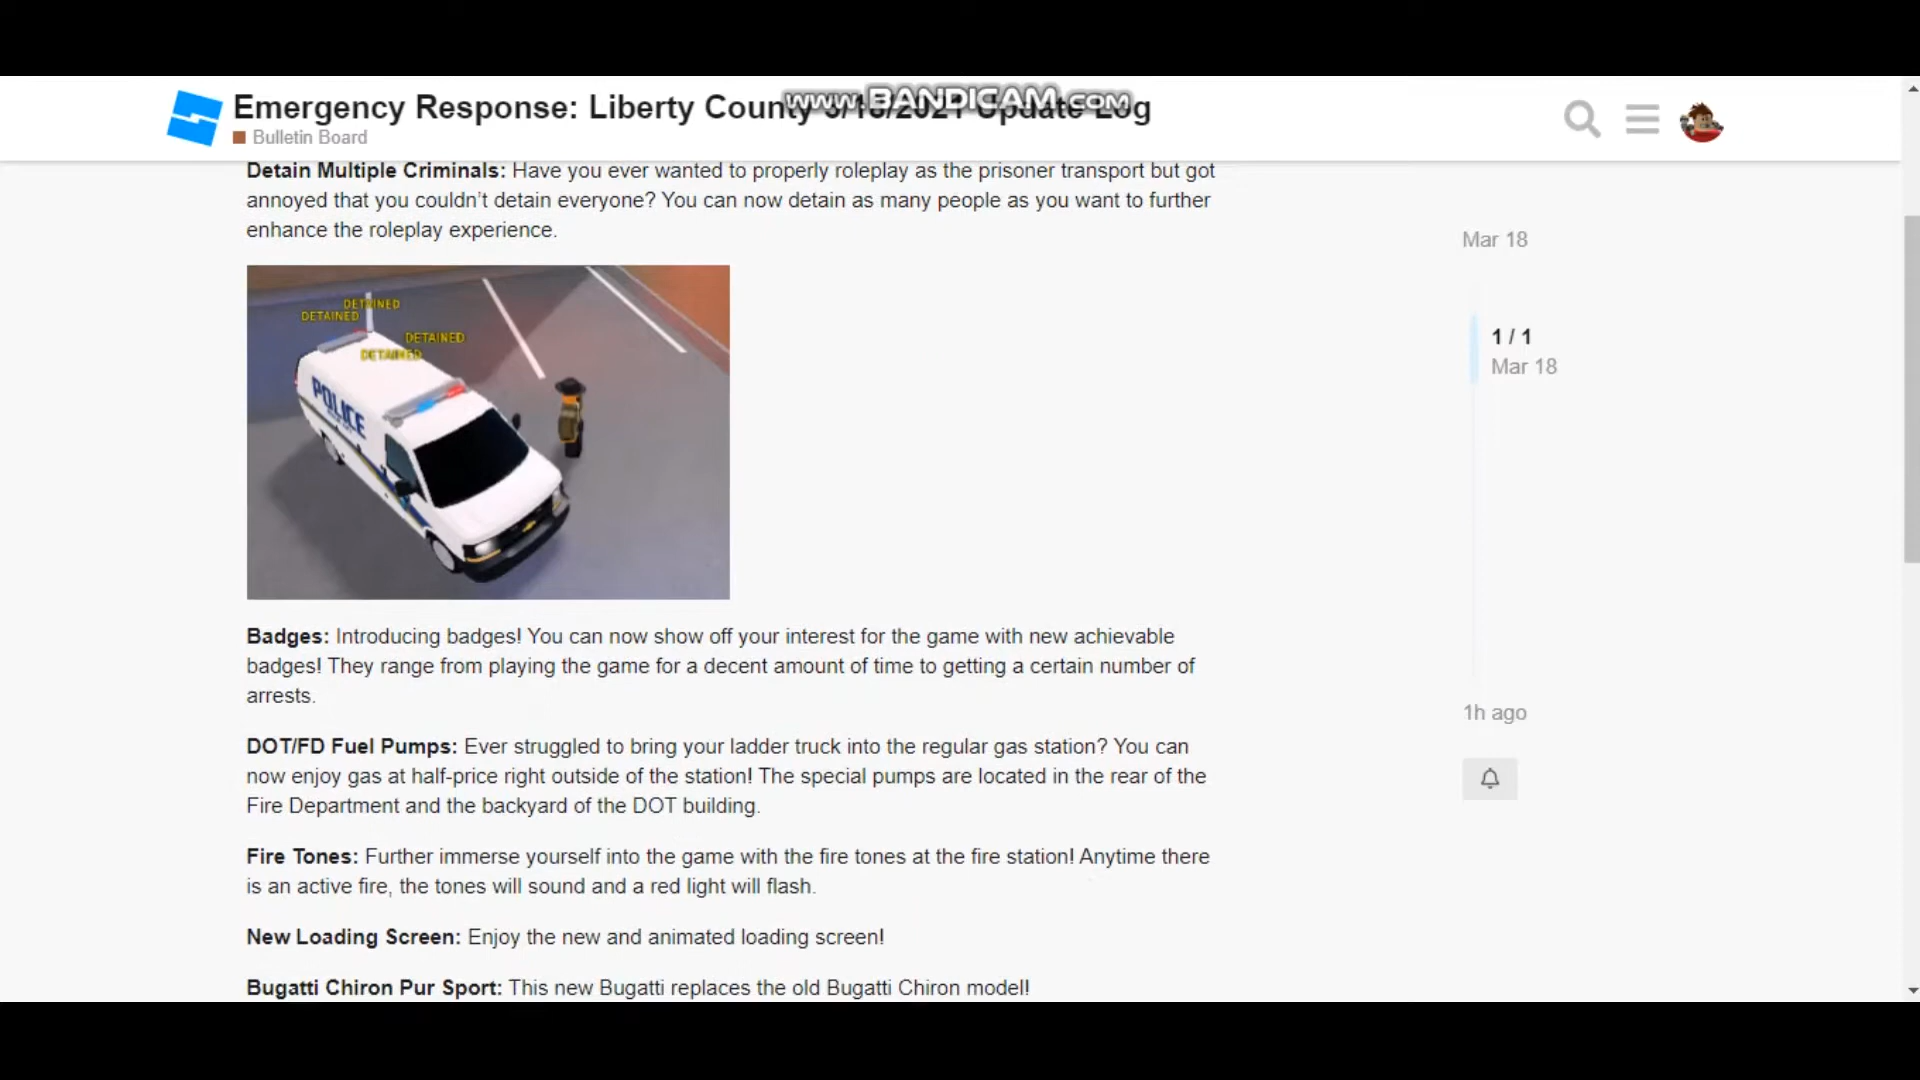 www.BANDICAM.com
Emergency Response: Liberty County 3/18/2021 Update Log
Bulletin Board
Detain Multiple Criminals: Have you ever wanted to properly roleplay as the prisoner transport but got
annoyed that you couldn’t detain everyone? You can now detain as many people as you want to further
enhance the roleplay experience.
DETAINED
DETAINED
DETAINED
DETAINED
POLICE
Badges: Introducing badges! You can now show off your interest for the game with new achievable
badges! They range from playing the game for a decent amount of time to getting a certain number of
arrests.
DOT/FD Fuel Pumps: Ever struggled to bring your ladder truck into the regular gas station? You can
now enjoy gas at half-price right outside of the station! The special pumps are located in the rear of the
Fire Department and the backyard of the DOT building.
Fire Tones: Further immerse yourself into the game with the fire tones at the fire station! Anytime there
is an active fire, the tones will sound and a red light will flash.
New Loading Screen: Enjoy the new and animated loading screen!
Bugatti Chiron Pur Sport: This new Bugatti replaces the old Bugatti Chiron model!
Mar 18
1 / 1
Mar 18
1h ago